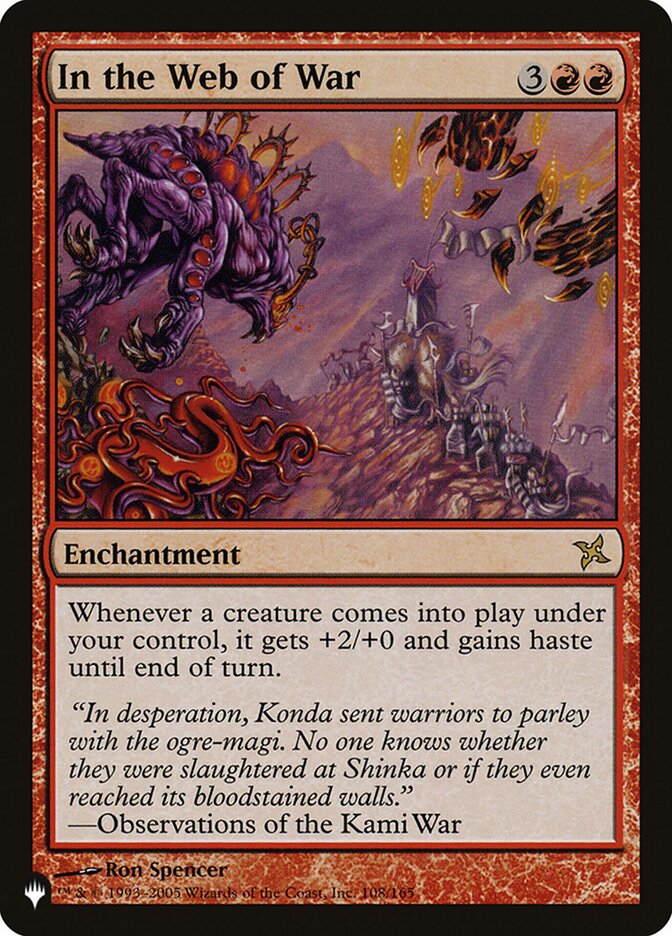 In the Web of War 3
Enchantment
Whenever a creature comes into play under
your control, it gets +2/+0 and gains haste
until end of turn.
“In desperation, Konda sent warriors to parley
with the ogre-magi. No one knows whether
they were slaughtered at Shinka or if they even
reached its bloodstained walls.”
—Observations of the Kami War
Ron Spencer
™ & © 1993–2005 Wizards of the Coast, Inc. 108/165